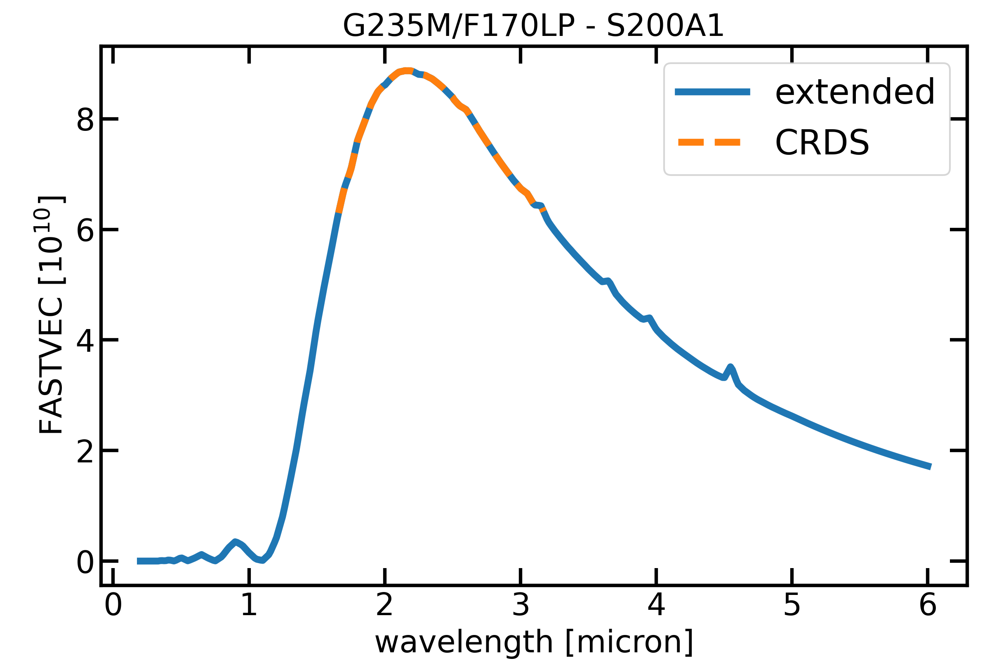 G235M/F170LP - S200A1
extended
CRDS
FASTVEC [10^10]
8
6
4
2
0
0 1 2 3 4 5 6
wavelength [micron]